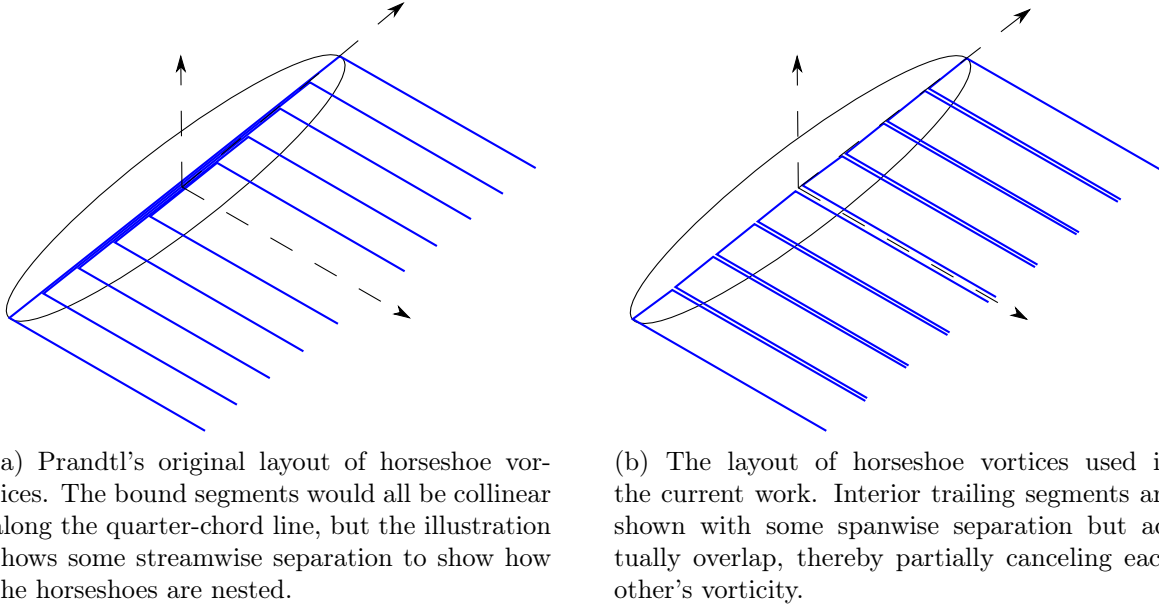 a) Prandtl's original layout of horseshoe vor-
ices. The bound segments would all be collinear
along the quarter-chord line, but the illustration
shows some streamwise separation to show how
he horseshoes are nested.
(b) The layout of horseshoe vortices used i
the current work. Interior trailing segments ar
shown with some spanwise separation but ac
tually overlap, thereby partially canceling eac
other's vorticity.